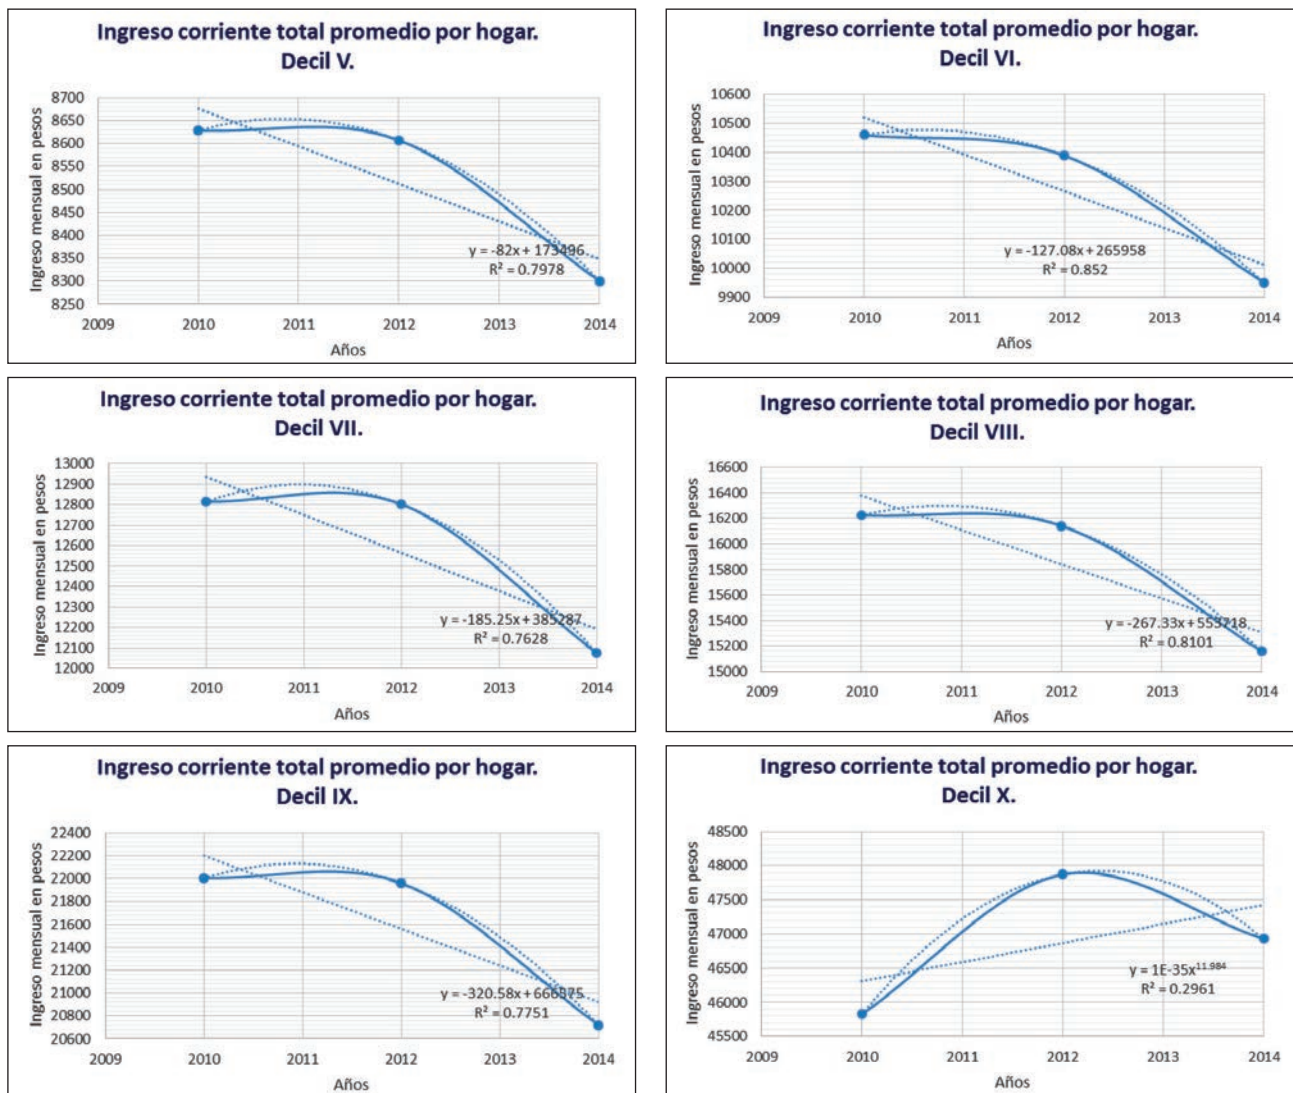 Ingreso corriente total promedio por hogar.
Decil V.
Ingreso mensual en pesos
8700
8650
8600
8550
8500
8450
8400
8350
8300
8250
y = -82x + 173496
R² = 0.7978
2009 2010 2011 2012 2013 2014
Años
Ingreso corriente total promedio por hogar.
Decil VI.
Ingreso mensual en pesos
10600
10500
10400
10300
10200
10100
10000
9900
y = -127.08x + 265958
R² = 0.852
2009 2010 2011 2012 2013 2014
Años
Ingreso corriente total promedio por hogar.
Decil VII.
Ingreso mensual en pesos
13000
12900
12800
12700
12600
12500
12400
12300
12200
12100
12000
y = -185.25x + 385287
R² = 0.7628
2009 2010 2011 2012 2013 2014
Años
Ingreso corriente total promedio por hogar.
Decil VIII.
Ingreso mensual en pesos
16600
16400
16200
16000
15800
15600
15400
15200
15000
y = -267.33x + 553718
R² = 0.8101
2009 2010 2011 2012 2013 2014
Años
Ingreso corriente total promedio por hogar.
Decil IX.
Ingreso mensual en pesos
22400
22200
22000
21800
21600
21400
21200
21000
20800
20600
y = -320.58x + 666375
R² = 0.7751
2009 2010 2011 2012 2013 2014
Años
Ingreso corriente total promedio por hogar.
Decil X.
Ingreso mensual en pesos
48500
48000
47500
47000
46500
46000
45500
y = 1E-35x^11.984
R² = 0.2961
2009 2010 2011 2012 2013 2014
Años